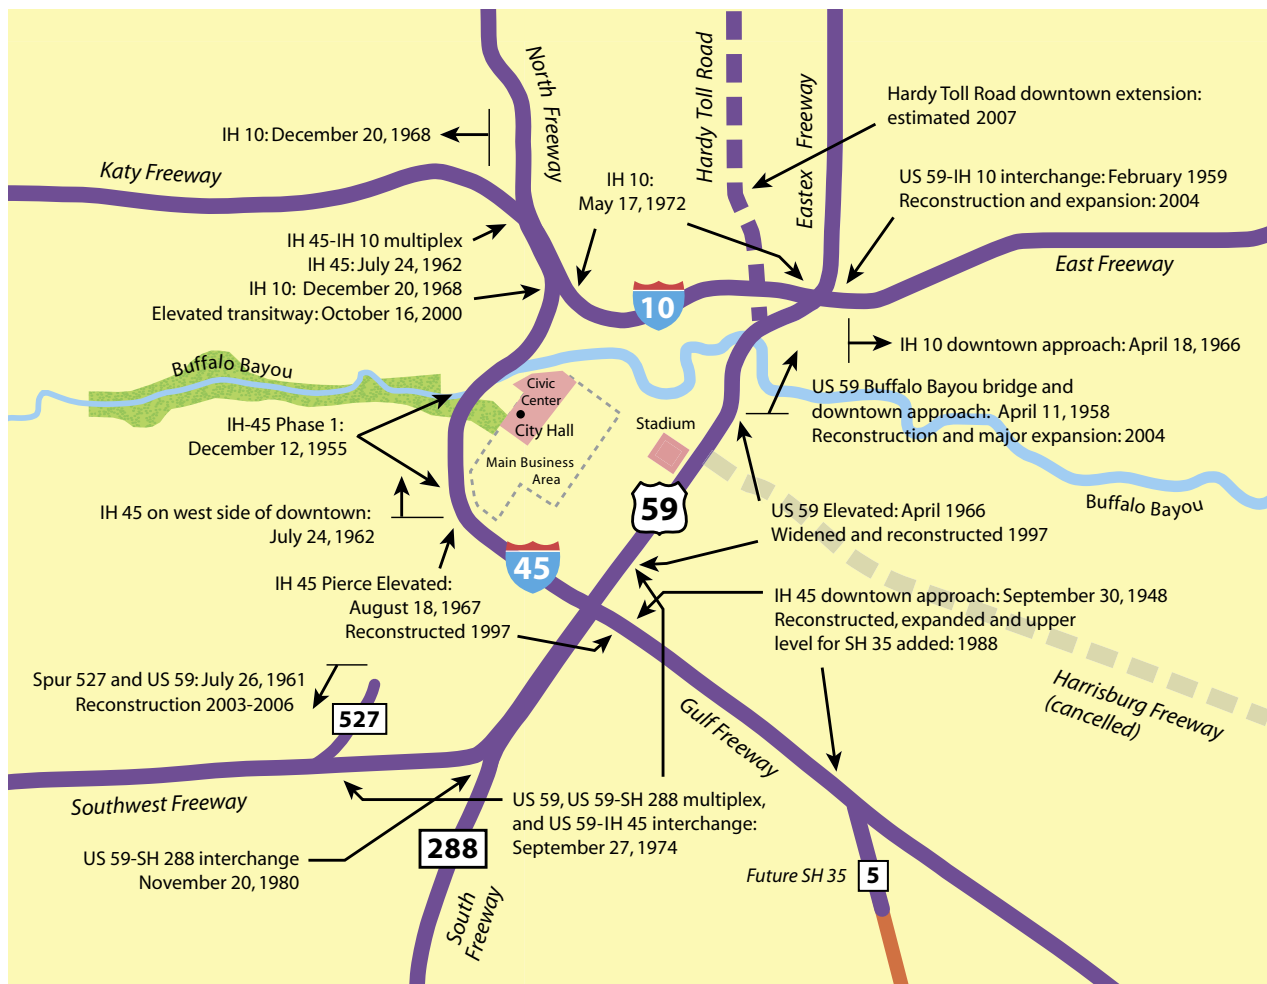 North Freeway
Hardy Toll Road
Eastex Freeway
Hardy Toll Road downtown extension:
estimated 2007
IH 10: December 20, 1968
Katy Freeway
IH 10:
May 17, 1972
US 59-IH 10 interchange: February 1959
Reconstruction and expansion: 2004
IH 45-IH 10 multiplex
IH 45: July 24, 1962
IH 10: December 20, 1968
Elevated transitway: October 16, 2000
East Freeway
10
IH 10 downtown approach: April 18, 1966
Buffalo Bayou
Civic
Center
City Hall
US 59 Buffalo Bayou bridge and
downtown approach: April 11, 1958
Reconstruction and major expansion: 2004
IH-45 Phase 1:
December 12, 1955
Stadium
Main Business
Area
Buffalo Bayou
59
IH 45 on west side of downtown:
July 24, 1962
US 59 Elevated: April 1966
Widened and reconstructed 1997
45
IH 45 Pierce Elevated:
August 18, 1967
Reconstructed 1997
IH 45 downtown approach: September 30, 1948
Reconstructed, expanded and upper
level for SH 35 added: 1988
Spur 527 and US 59: July 26, 1961
Reconstruction 2003-2006
527
Harrisburg Freeway
(cancelled)
Gulf Freeway
Southwest Freeway
US 59, US 59-SH 288 multiplex,
and US 59-IH 45 interchange:
September 27, 1974
288
US 59-SH 288 interchange
November 20, 1980
Future SH 35
5
South
Freeway